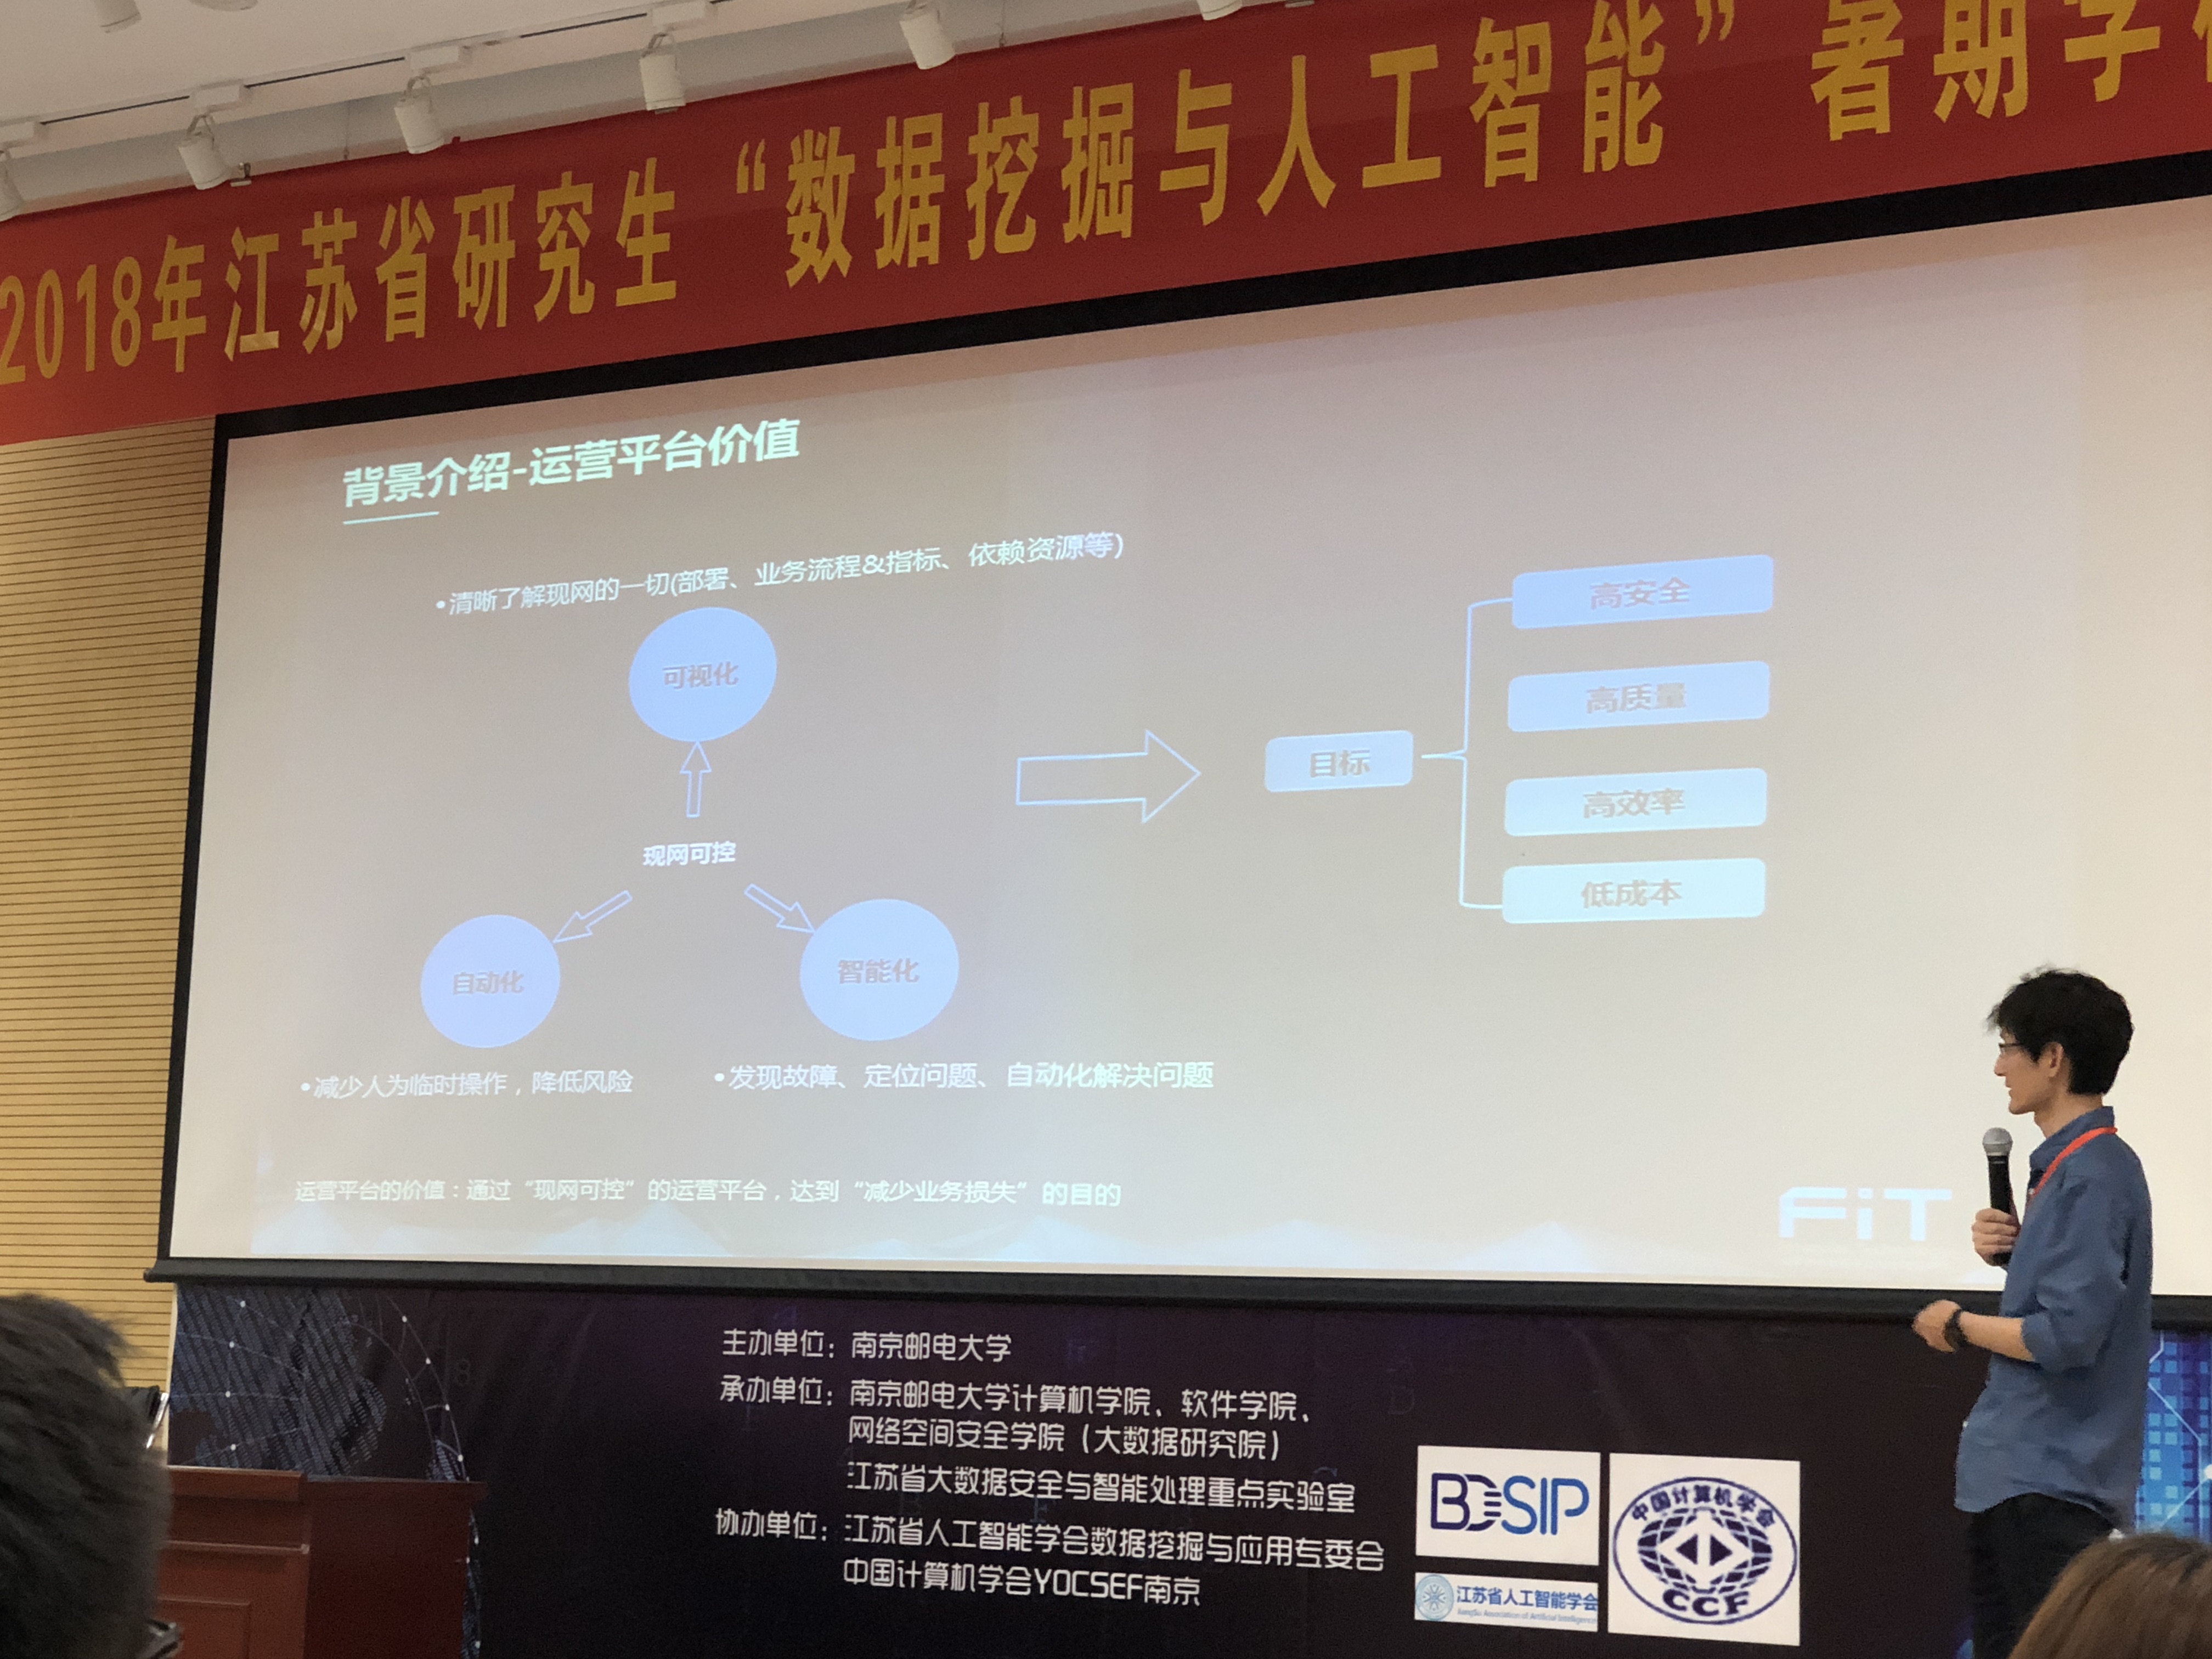 2018年江苏省研究生“数据挖掘与人工智能”暑期学
背景介绍-运营平台价值
•清晰了解现网的一切(部署、业务流程&指标、依赖资源等)
可视化
现网可控
自动化
智能化
•减少人为临时操作，降低风险
•发现故障、定位问题、自动化解决问题
目标
高安全
高质量
高效率
低成本
运营平台的价值：通过“现网可控”的运营平台，达到“减少业务损失”的目的
FiT
主办单位：南京邮电大学
承办单位：南京邮电大学计算机学院、软件学院、
网络空间安全学院（大数据研究院）
江苏省大数据安全与智能处理重点实验室
协办单位：江苏省人工智能学会数据挖掘与应用专委会
中国计算机学会YOCSEF南京
BDSIP
江苏省人工智能学会
JiangSu Association of Artificial Intelligence
中国计算机学会
CCF